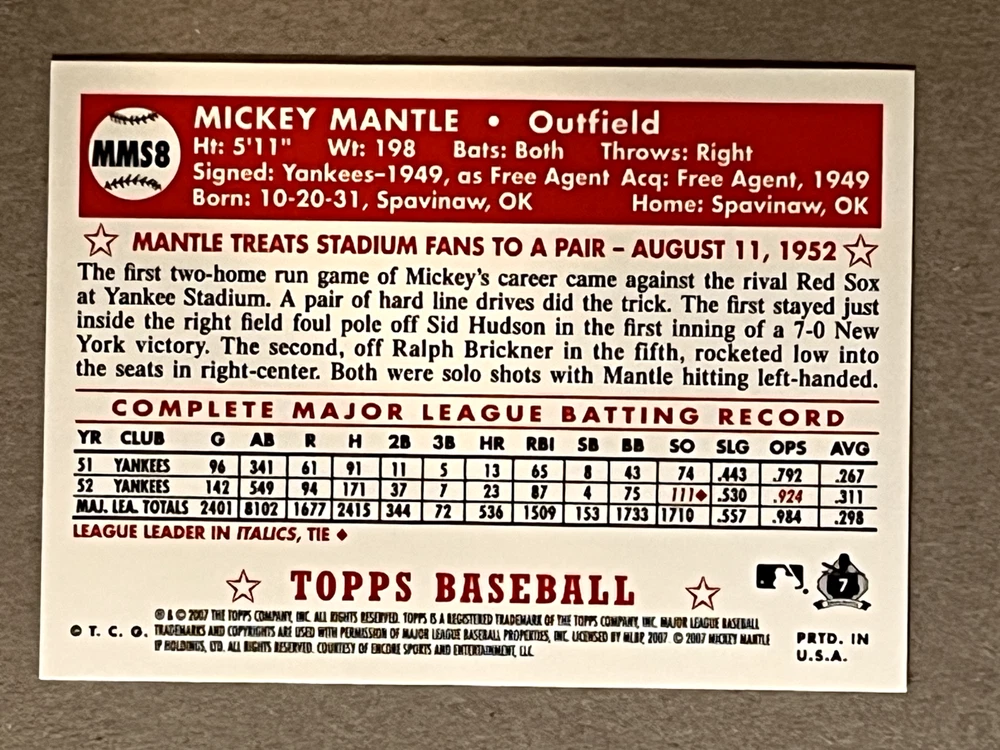 MMS8
MICKEY MANTLE • Outfield
Ht: 5'11" Wt: 198 Bats: Both Throws: Right
Signed: Yankees-1949, as Free Agent Acq: Free Agent, 1949
Born: 10-20-31, Spavinaw, OK Home: Spavinaw, OK
☆ MANTLE TREATS STADIUM FANS TO A PAIR – AUGUST 11, 1952 ☆
The first two-home run game of Mickey's career came against the rival Red Sox
at Yankee Stadium. A pair of hard line drives did the trick. The first stayed just
inside the right field foul pole off Sid Hudson in the first inning of a 7-0 New
York victory. The second, off Ralph Brickner in the fifth, rocketed low into
the seats in right-center. Both were solo shots with Mantle hitting left-handed.
COMPLETE MAJOR LEAGUE BATTING RECORD
YR CLUB G AB R H 2B 3B HR RBI SB BB SO SLG OPS AVG
51 YANKEES 96 341 61 91 11 5 13 65 8 43 74 .443 .792 .267
52 YANKEES 142 549 94 171 37 7 23 87 4 75 111♦ .530 .924 .311
MAJ. LEA. TOTALS 2401 8102 1677 2415 344 72 536 1509 153 1733 1710 .557 .984 .298
LEAGUE LEADER IN ITALICS, TIE ♦
☆ TOPPS BASEBALL ☆
7
© T. C. G.
® & © 2007 THE TOPPS COMPANY, INC. ALL RIGHTS RESERVED. TOPPS IS A REGISTERED TRADEMARK OF THE TOPPS COMPANY, INC. MAJOR LEAGUE BASEBALL
TRADEMARKS AND COPYRIGHTS ARE USED WITH PERMISSION OF MAJOR LEAGUE BASEBALL PROPERTIES, INC. LICENSED BY MLBP, 2007. © 2007 MICKEY MANTLE
IP HOLDINGS, LTD. ALL RIGHTS RESERVED. COURTESY OF ENCORE SPORTS AND ENTERTAINMENT, LLC
PRTD. IN
U.S.A.